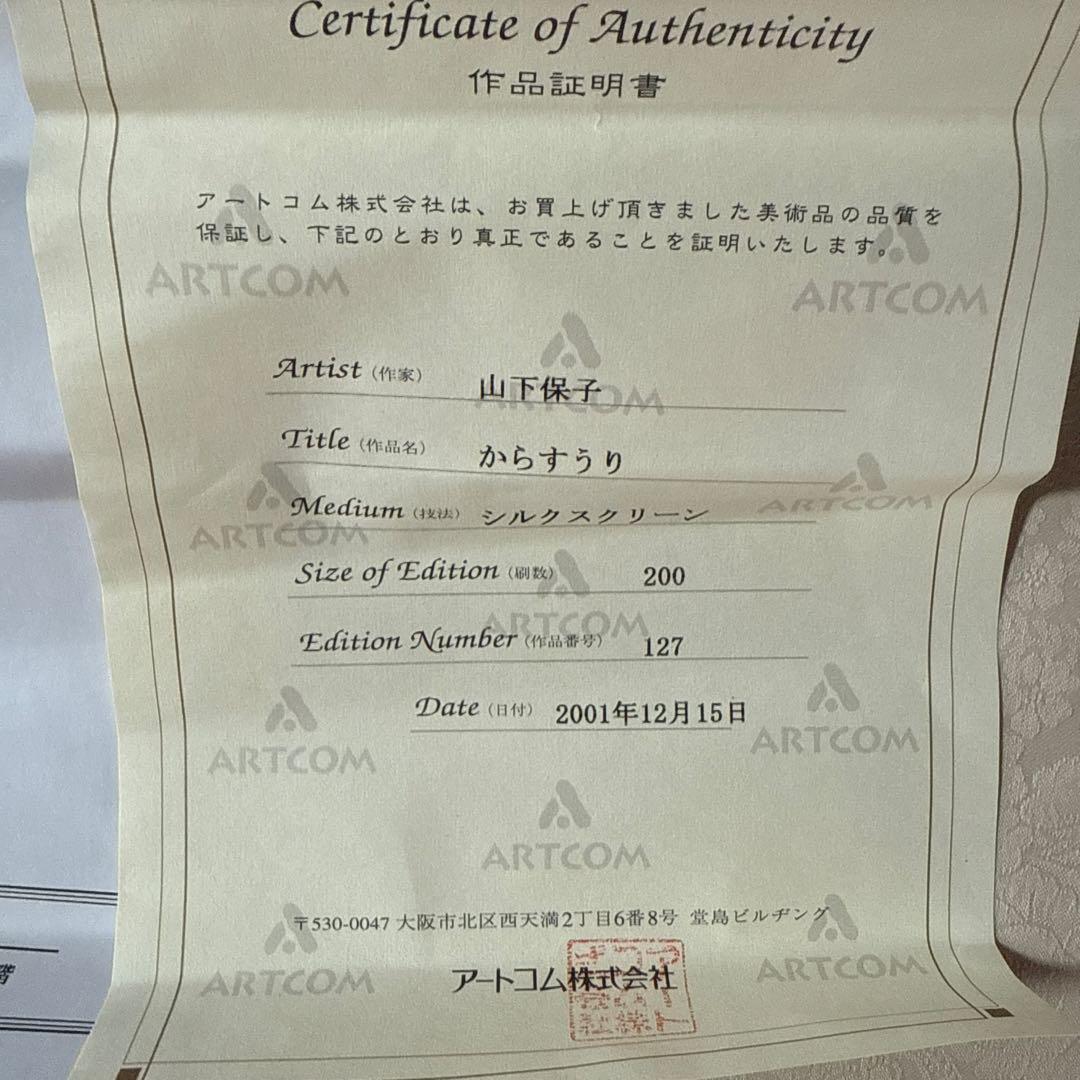 Certificate of Authenticity
作品証明書
アートコム株式会社は、お買上げ頂きました美術品の品質を
保証し、下記のとおり真正であることを証明いたします。
ARTCOM
ARTCOM
Artist（作家） 山下保子
ARTCOM
Title（作品名） からすうり
ARTCOM
Medium（技法） シルクスクリーン
ARTCOM
Size of Edition（刷数） 200
ARTCOM
Edition Number（作品番号） 127
Date（日付） 2001年12月15日
ARTCOM
ARTCOM
ARTCOM
〒530-0047 大阪市北区西天満2丁目6番8号 堂島ビルヂング
ARTCOM
アートコム株式会社
ARTCOM
階